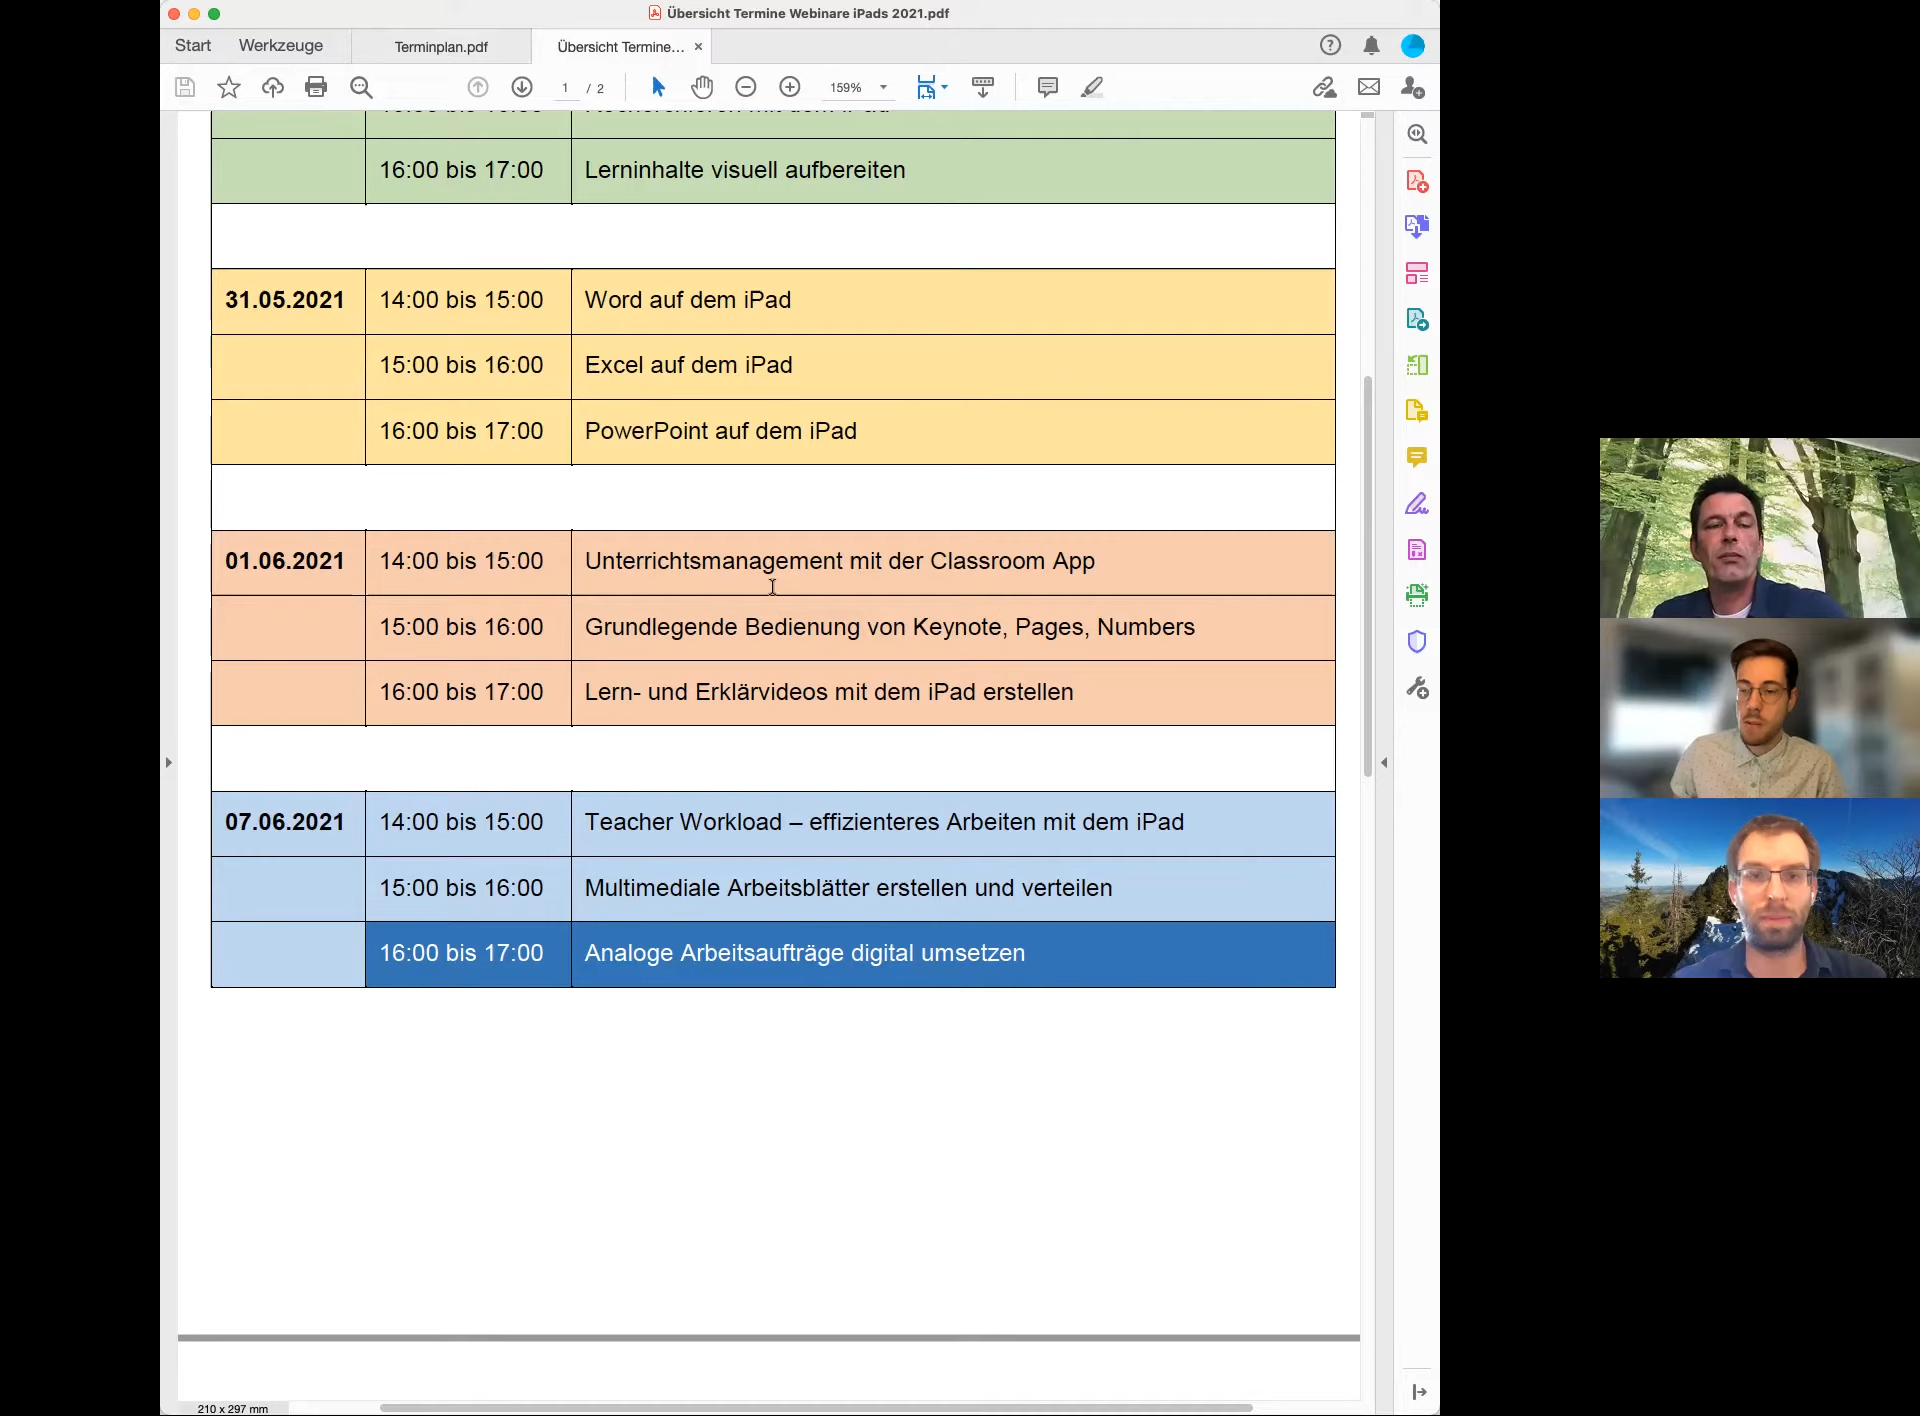 Übersicht Termine Webinare iPads 2021.pdf
Start Werkzeuge Terminplan.pdf Übersicht Termine... ×
1 / 2 159%
16:00 bis 17:00 Lerninhalte visuell aufbereiten
31.05.2021 14:00 bis 15:00 Word auf dem iPad
15:00 bis 16:00 Excel auf dem iPad
16:00 bis 17:00 PowerPoint auf dem iPad
01.06.2021 14:00 bis 15:00 Unterrichtsmanagement mit der Classroom App
15:00 bis 16:00 Grundlegende Bedienung von Keynote, Pages, Numbers
16:00 bis 17:00 Lern- und Erklärvideos mit dem iPad erstellen
07.06.2021 14:00 bis 15:00 Teacher Workload – effizienteres Arbeiten mit dem iPad
15:00 bis 16:00 Multimediale Arbeitsblätter erstellen und verteilen
16:00 bis 17:00 Analoge Arbeitsaufträge digital umsetzen
210 x 297 mm